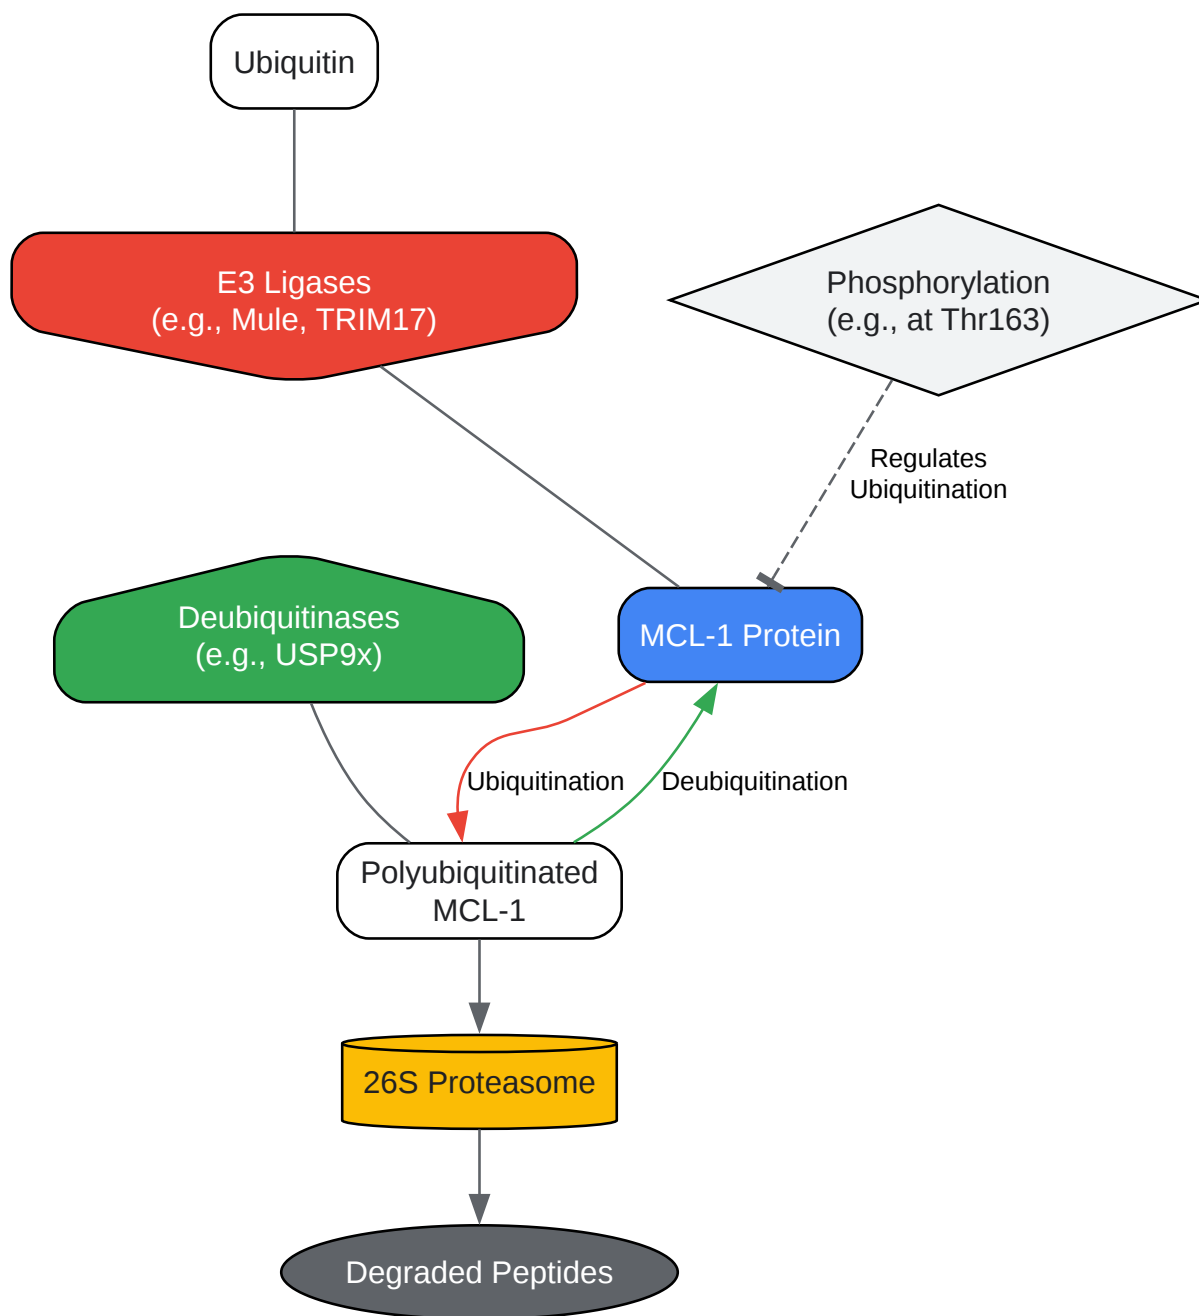 Ubiquitin
E3 Ligases
(e.g., Mule, TRIM17)
Phosphorylation
(e.g., at Thr163)
Regulates
Ubiquitination
Deubiquitinases
(e.g., USP9x)
MCL-1 Protein
Ubiquitination
Deubiquitination
Polyubiquitinated
MCL-1
26S Proteasome
Degraded Peptides